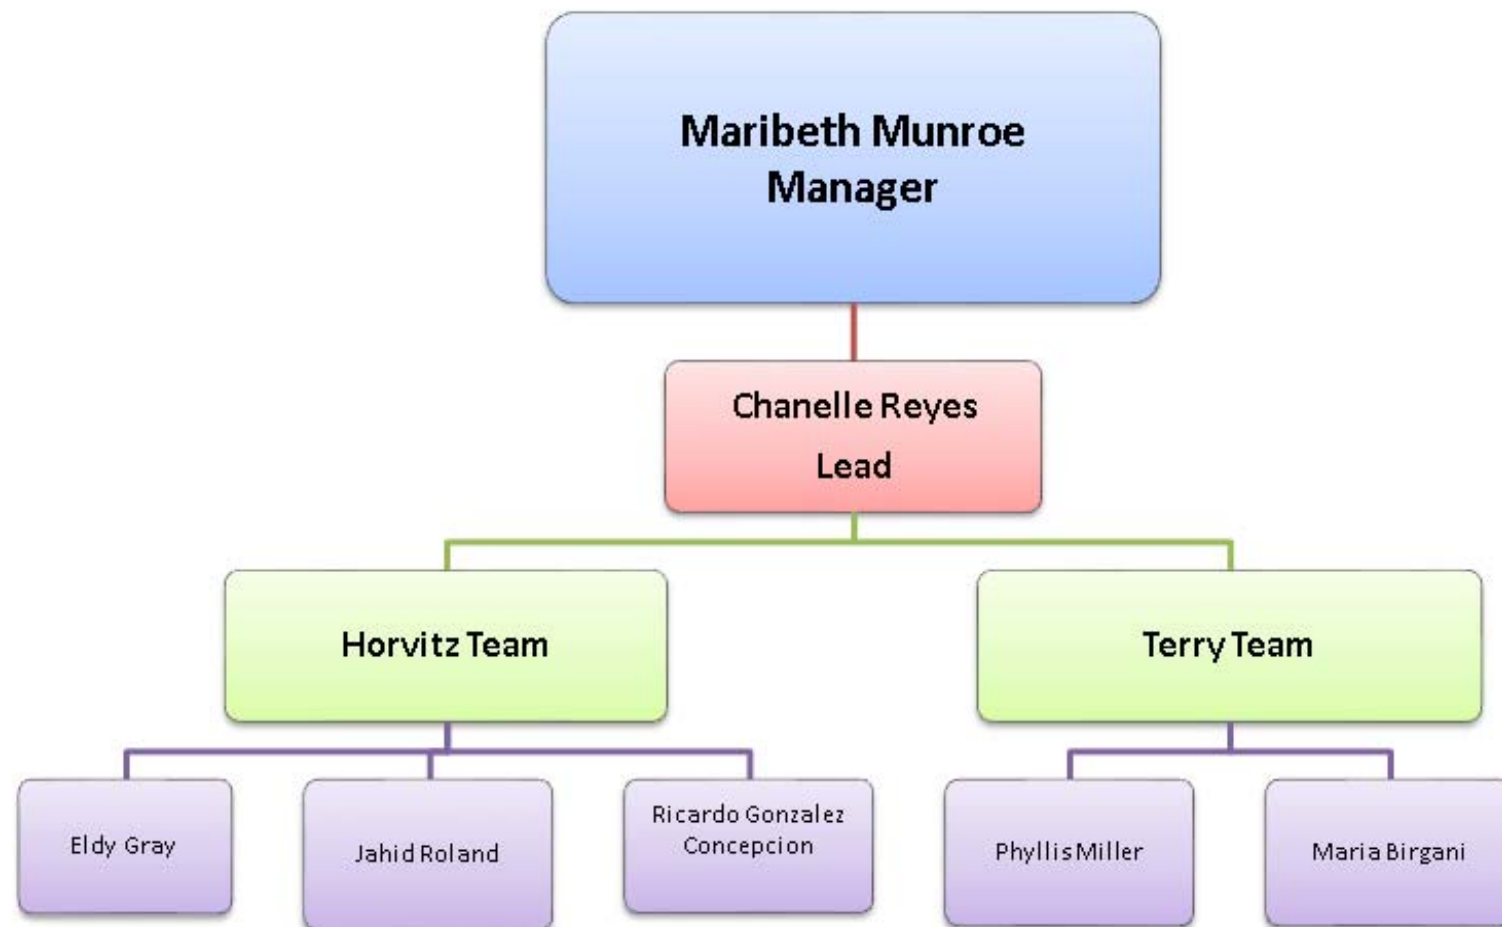 Maribeth Munroe
Manager
Chanelle Reyes
Lead
Horvitz Team
Terry Team
Eldy Gray
Jahid Roland
Ricardo Gonzalez
Concepcion
Phyllis Miller
Maria Birgani